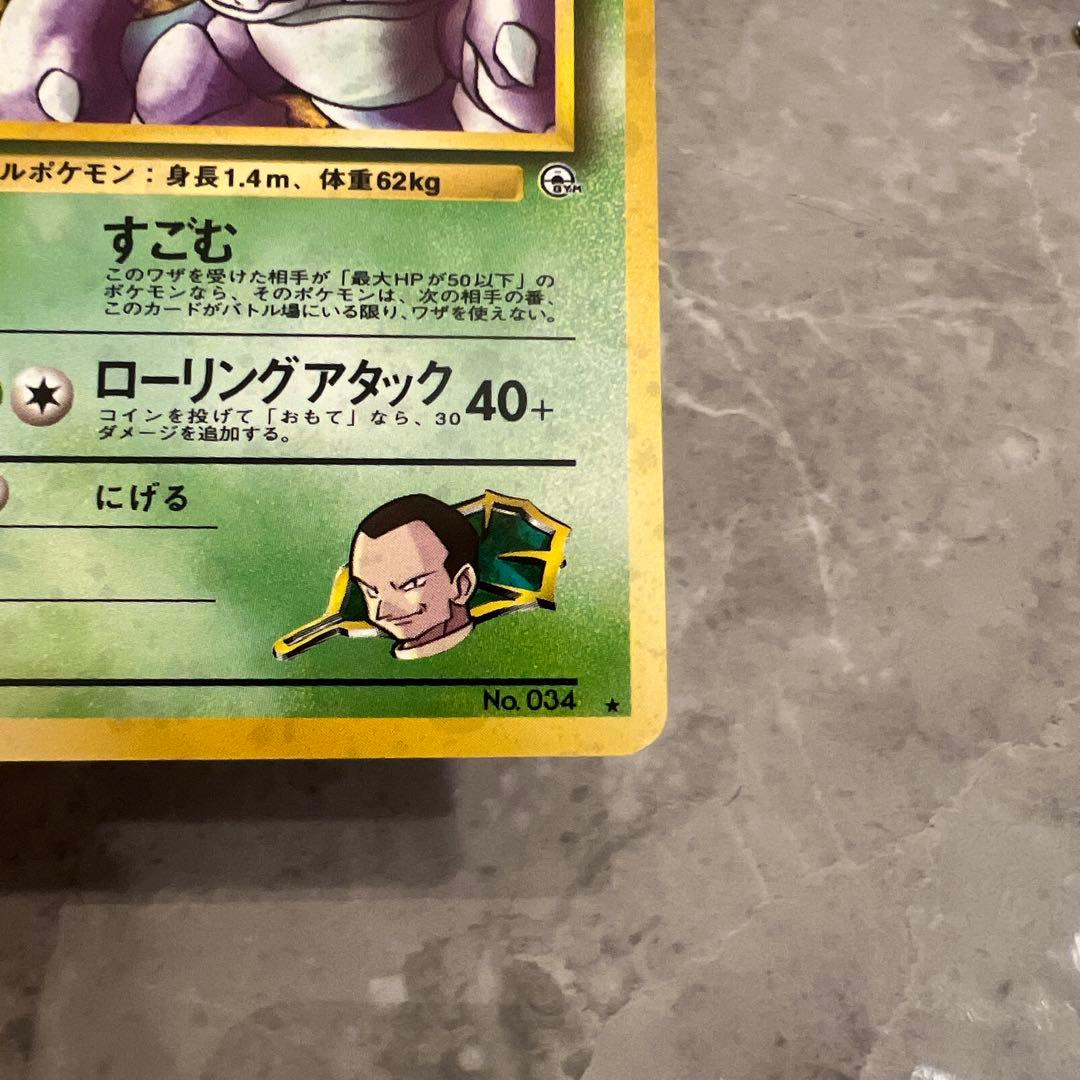 ルポケモン：身長1.4m、体重62kg
GYM
すごむ
このワザを受けた相手が「最大HPが50以下」の
ポケモンなら、そのポケモンは、次の相手の番、
このカードがバトル場にいる限り、ワザを使えない。
ローリングアタック 40+
コインを投げて「おもて」なら、30
ダメージを追加する。
にげる
No. 034 ★